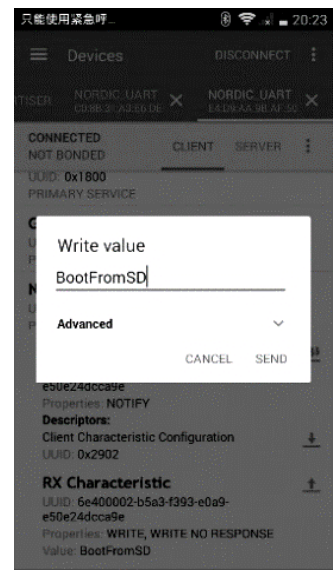 只能使用紧急呼... 20:23
Devices DISCONNECT
TISER NORDIC_UART NORDIC_UART
CONNECTED
NOT BONDED CLIENT SERVER
UUID: 0x1800
PRIMARY SERVICE
Write value
BootFromSD
Advanced
CANCEL SEND
e50e24dcca9e
Properties: NOTIFY
Descriptors:
Client Characteristic Configuration
UUID: 0x2902
RX Characteristic
UUID: 6e400002-b5a3-f393-e0a9-
e50e24dcca9e
Properties: WRITE, WRITE NO RESPONSE
Value: BootFromSD